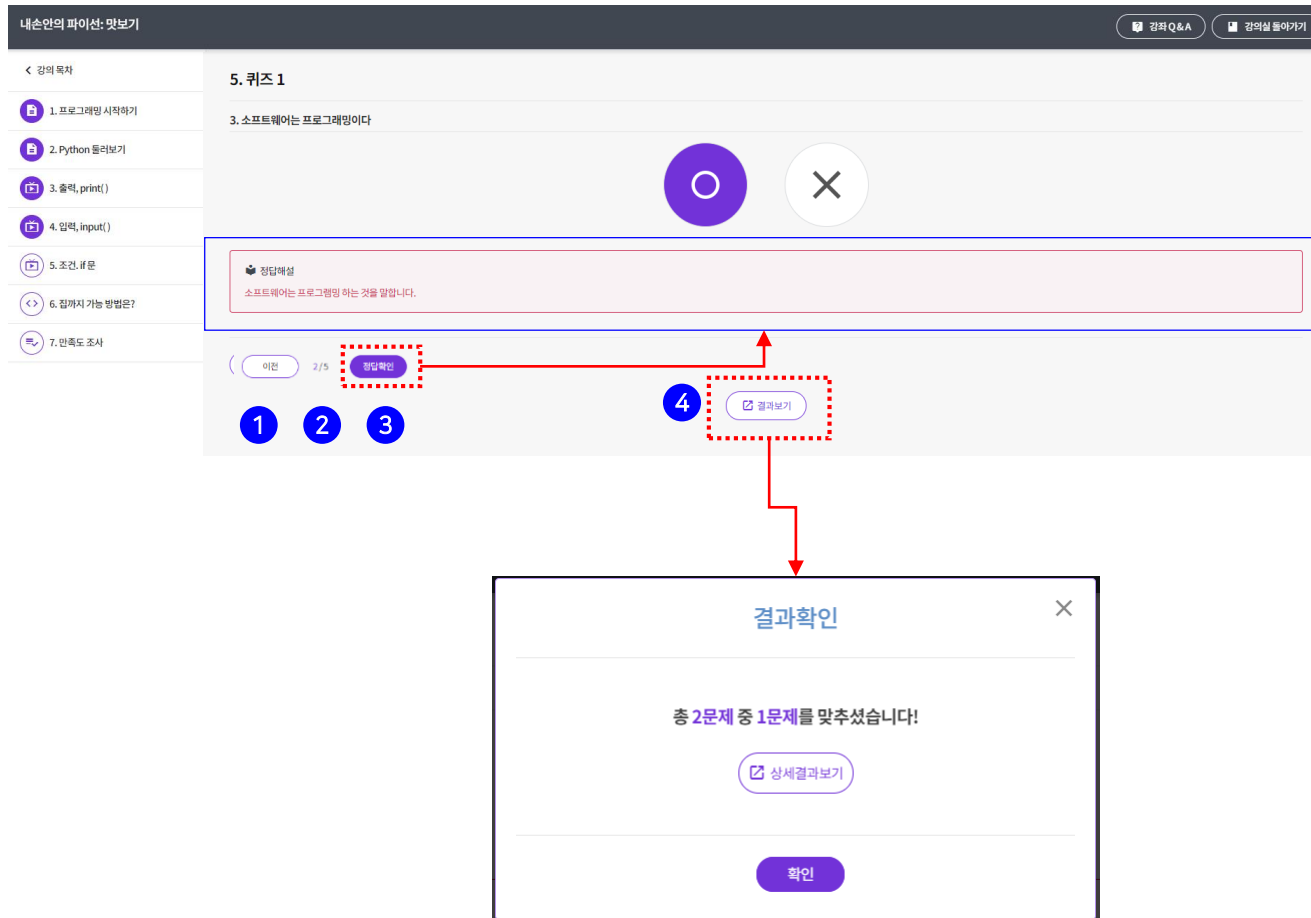 내손안의 파이선: 맛보기
강좌 Q & A
강의실 돌아가기
강의 목차
1. 프로그래밍 시작하기
2. Python 둘러보기
3. 출력, print( )
4. 입력, input( )
5. 조건. if 문
6. 집까지 가능 방법은?
7. 만족도 조사
5. 퀴즈 1
3. 소프트웨어는 프로그래밍이다
정답해설
소프트웨어는 프로그램밍 하는 것을 말합니다.
이전
2/5
정답확인
1
2
3
4
결과보기
결과확인
총 2문제 중 1문제를 맞추셨습니다!
상세결과보기
확인